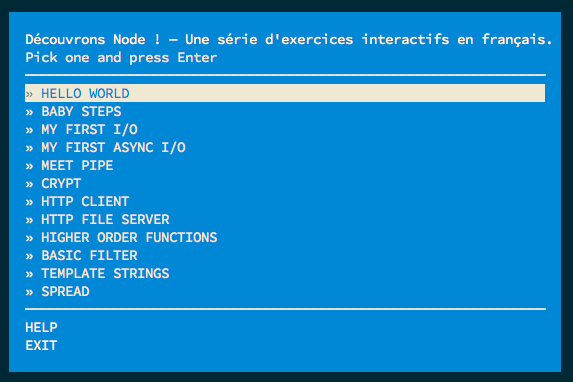 Découvrons Node ! — Une série d'exercices interactifs en français.
Pick one and press Enter
» HELLO WORLD
» BABY STEPS
» MY FIRST I/O
» MY FIRST ASYNC I/O
» MEET PIPE
» CRYPT
» HTTP CLIENT
» HTTP FILE SERVER
» HIGHER ORDER FUNCTIONS
» BASIC FILTER
» TEMPLATE STRINGS
» SPREAD
HELP
EXIT